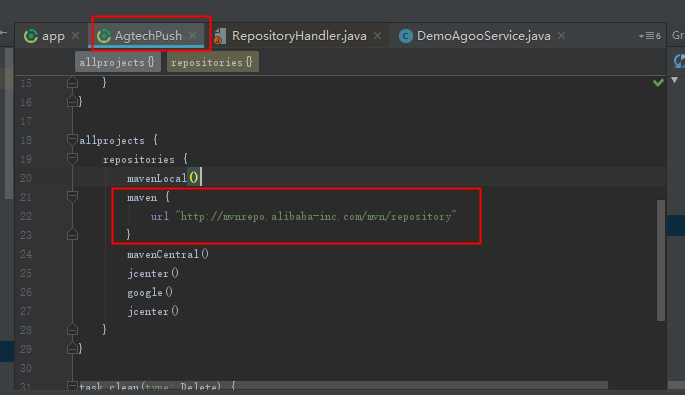 app
AgtechPush
RepositoryHandler.java
DemoAgooService.java
6
Gra
allprojects{}
repositories{}
15 }
16 }
17
18 allprojects {
19 repositories {
20 mavenLocal()
21 maven {
22 url "http://mvnrepo.alibaba-inc.com/mvn/repository"
23 }
24 mavenCentral()
25 jcenter()
26 google()
27 jcenter()
28 }
29 }
30
31 task clean(type: Delete) {